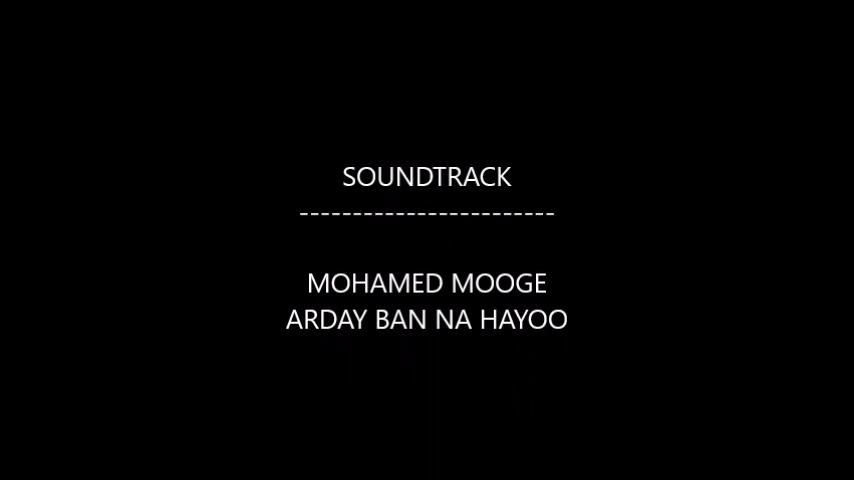 SOUNDTRACK
------------------------
MOHAMED MOOGE
ARDAY BAN NA HAYOO